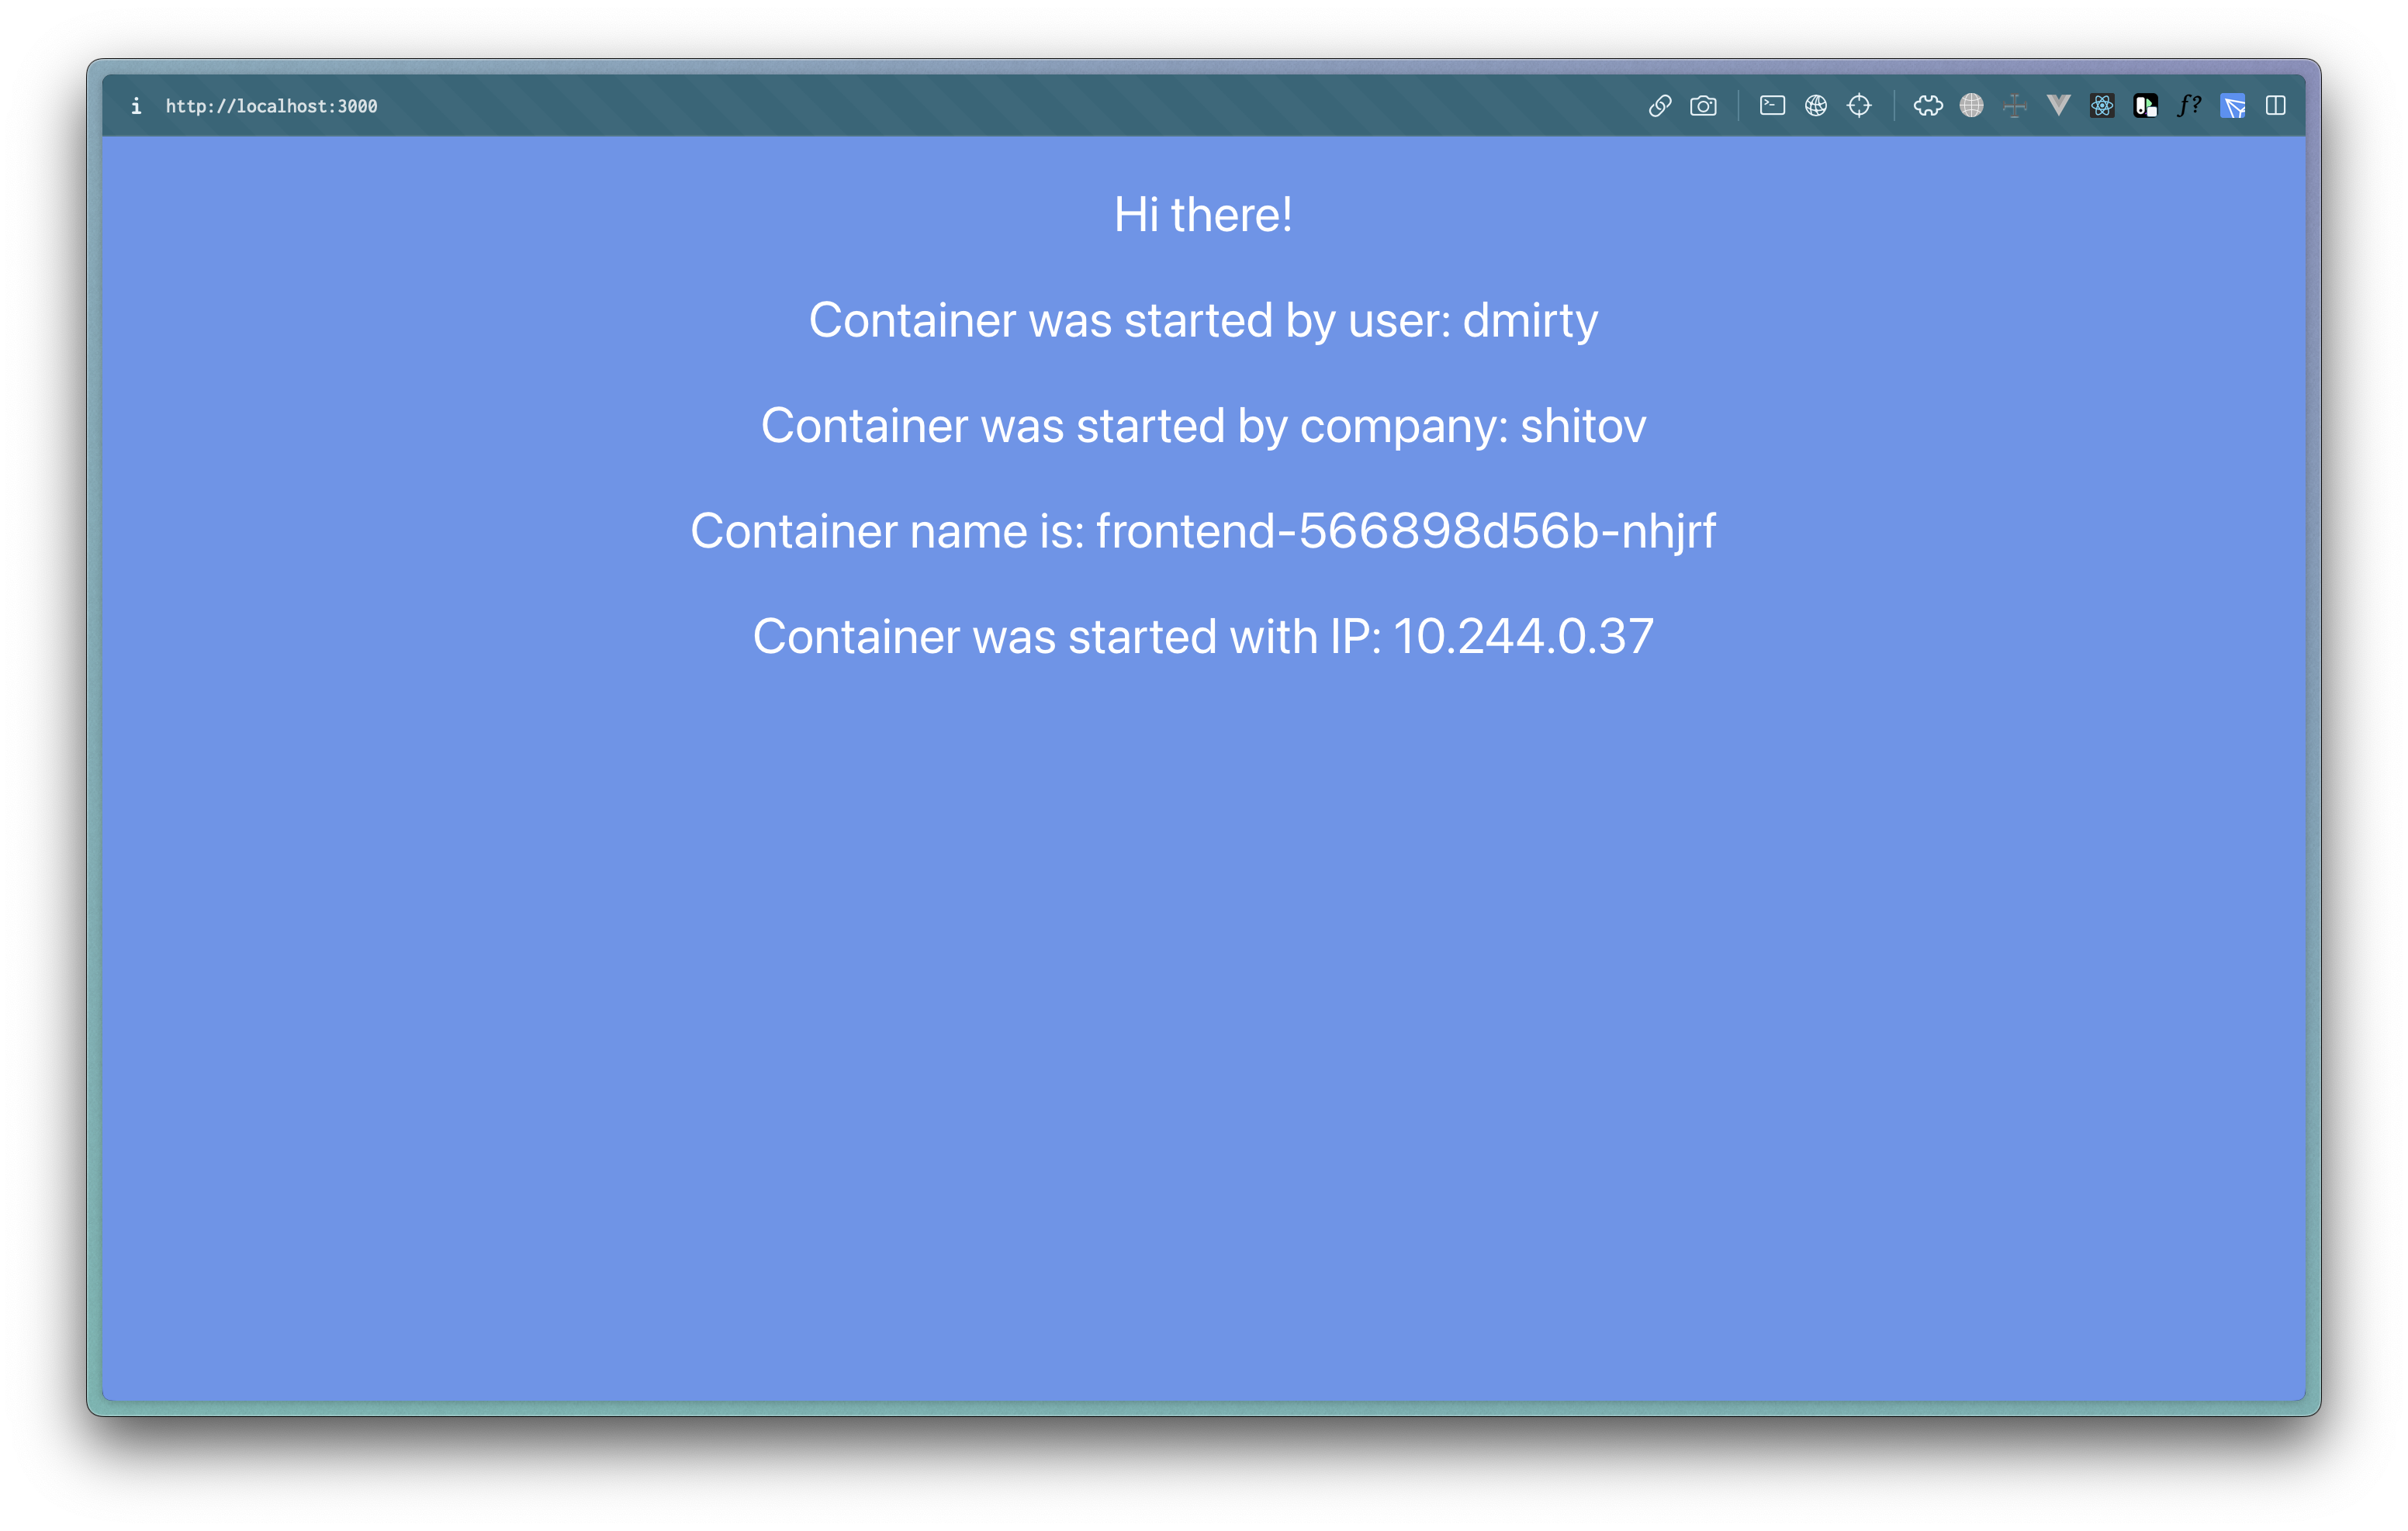 i http://localhost:3000 ƒ?
Hi there!
Container was started by user: dmirty
Container was started by company: shitov
Container name is: frontend-566898d56b-nhjrf
Container was started with IP: 10.244.0.37